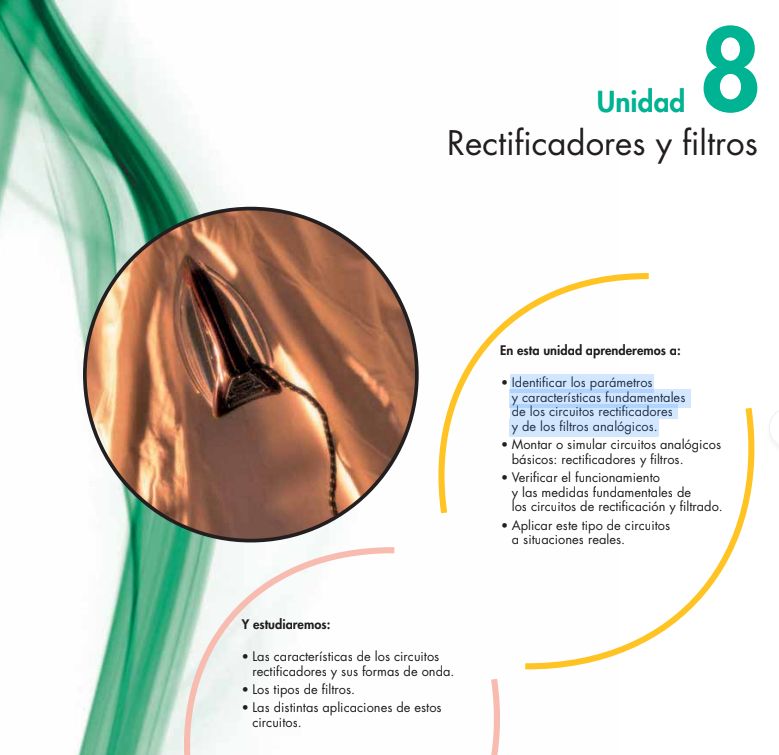 Unidad 8
Rectificadores y filtros
En esta unidad aprenderemos a:
• Identificar los parámetros
y características fundamentales
de los circuitos rectificadores
y de los filtros analógicos.
• Montar o simular circuitos analógicos
básicos: rectificadores y filtros.
• Verificar el funcionamiento
y las medidas fundamentales de
los circuitos de rectificación y filtrado.
• Aplicar este tipo de circuitos
a situaciones reales.
Y estudiaremos:
• Las características de los circuitos
rectificadores y sus formas de onda.
• Los tipos de filtros.
• Las distintas aplicaciones de estos
circuitos.